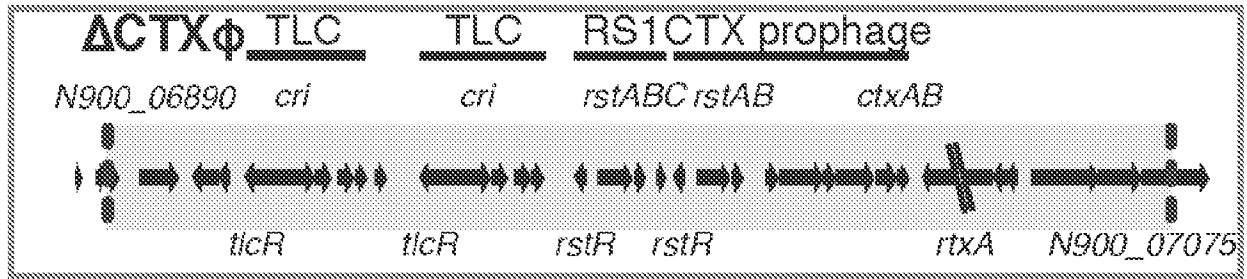 ΔCTXϕ TLC TLC RS1 CTX prophage
N900_06890 cri cri rstABC rstAB ctxAB
tlcR tlcR rstR rstR rtxA N900_07075